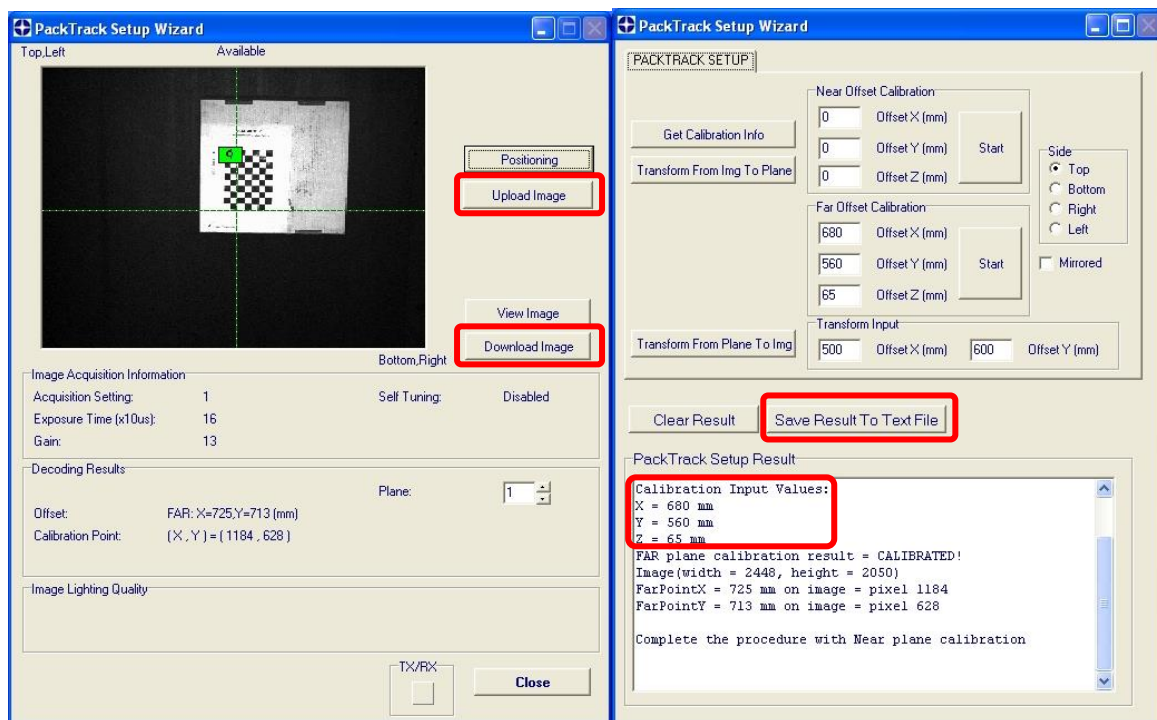 PackTrack Setup Wizard
Top,Left
Available
Positioning
Upload Image
View Image
Download Image
Bottom,Right
Image Acquisition Information
Acquisition Setting: 1 Self Tuning: Disabled
Exposure Time (x10us): 16
Gain: 13
Decoding Results
Plane: 1
Offset: FAR: X=725,Y=713 (mm)
Calibration Point: ( X , Y ) = ( 1184 , 628 )
Image Lighting Quality
TX/RX
Close
PackTrack Setup Wizard
PACKTRACK SETUP
Get Calibration Info
Transform From Img To Plane
Near Offset Calibration
0 Offset X (mm)
0 Offset Y (mm)
0 Offset Z (mm)
Start
Side
Top
Bottom
Right
Left
Far Offset Calibration
680 Offset X (mm)
560 Offset Y (mm)
65 Offset Z (mm)
Start
Mirrored
Transform Input
Transform From Plane To Img
500 Offset X (mm) 600 Offset Y (mm)
Clear Result
Save Result To Text File
PackTrack Setup Result
Calibration Input Values:
X = 680 mm
Y = 560 mm
Z = 65 mm
FAR plane calibration result = CALIBRATED!
Image(width = 2448, height = 2050)
FarPointX = 725 mm on image = pixel 1184
FarPointY = 713 mm on image = pixel 628
Complete the procedure with Near plane calibration